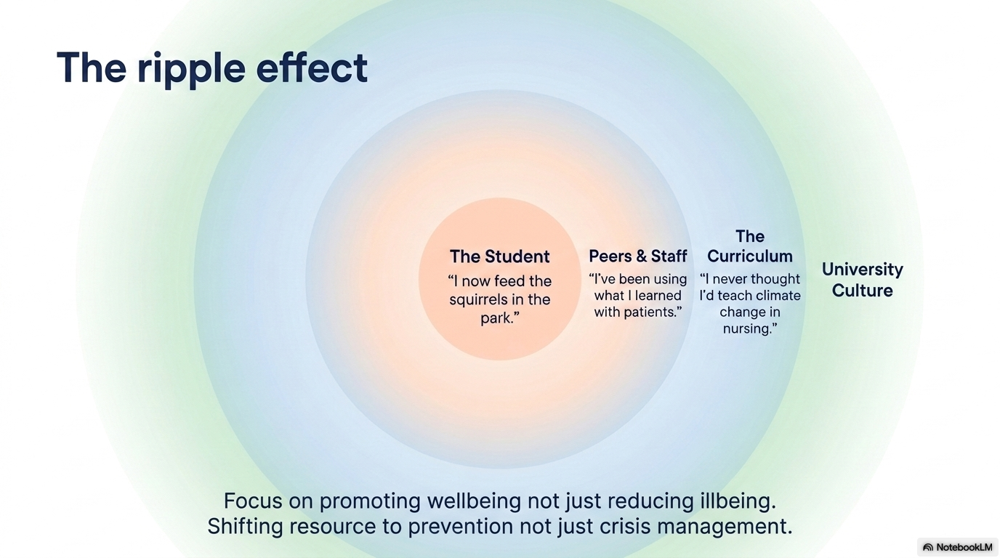 The ripple effect
The Student
“I now feed the
squirrels in the
park.”
Peers & Staff
“I’ve been using
what I learned
with patients.”
The
Curriculum
“I never thought
I’d teach climate
change in
nursing.”
University
Culture
Focus on promoting wellbeing not just reducing illbeing.
Shifting resource to prevention not just crisis management.
NotebookLM